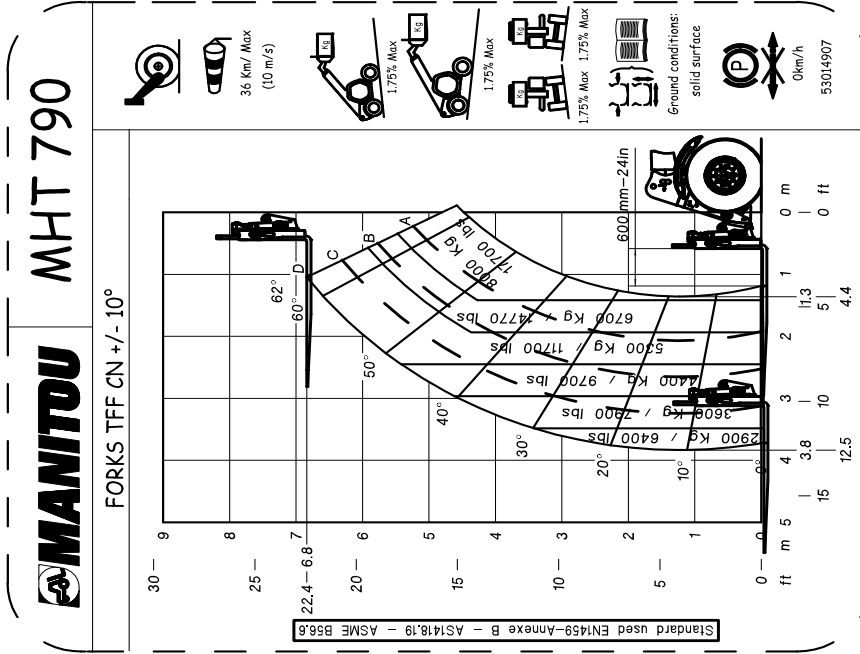 MANITOU
MHT 790
FORKS TFF CN +/- 10°
36 Km/ Max
(10 m/s)
Kg
1.75% Max
Kg
1.75% Max
Kg
1.75% Max
Kg
1.75% Max
Ground conditions:
solid surface
P
0km/h
53014907
600 mm-24in
62°
60°
50°
40°
30°
20°
10°
0°
D
C
B
A
8000 Kg
17700 lbs
6700 Kg / 14770 lbs
5300 Kg / 11700 lbs
4400 Kg / 9700 lbs
3600 Kg / 7900 lbs
2900 Kg / 6400 lbs
9
8
7
6
5
4
3
2
1
0
30
25
22.4 - 6.8
20
15
10
5
0
ft
m
5
4
3.8
3
2
1.3
1
0
m
15
12.5
10
5
4.4
0
ft
Standard used EN1459-Annexe B - AS1418.19 - ASME B56.6